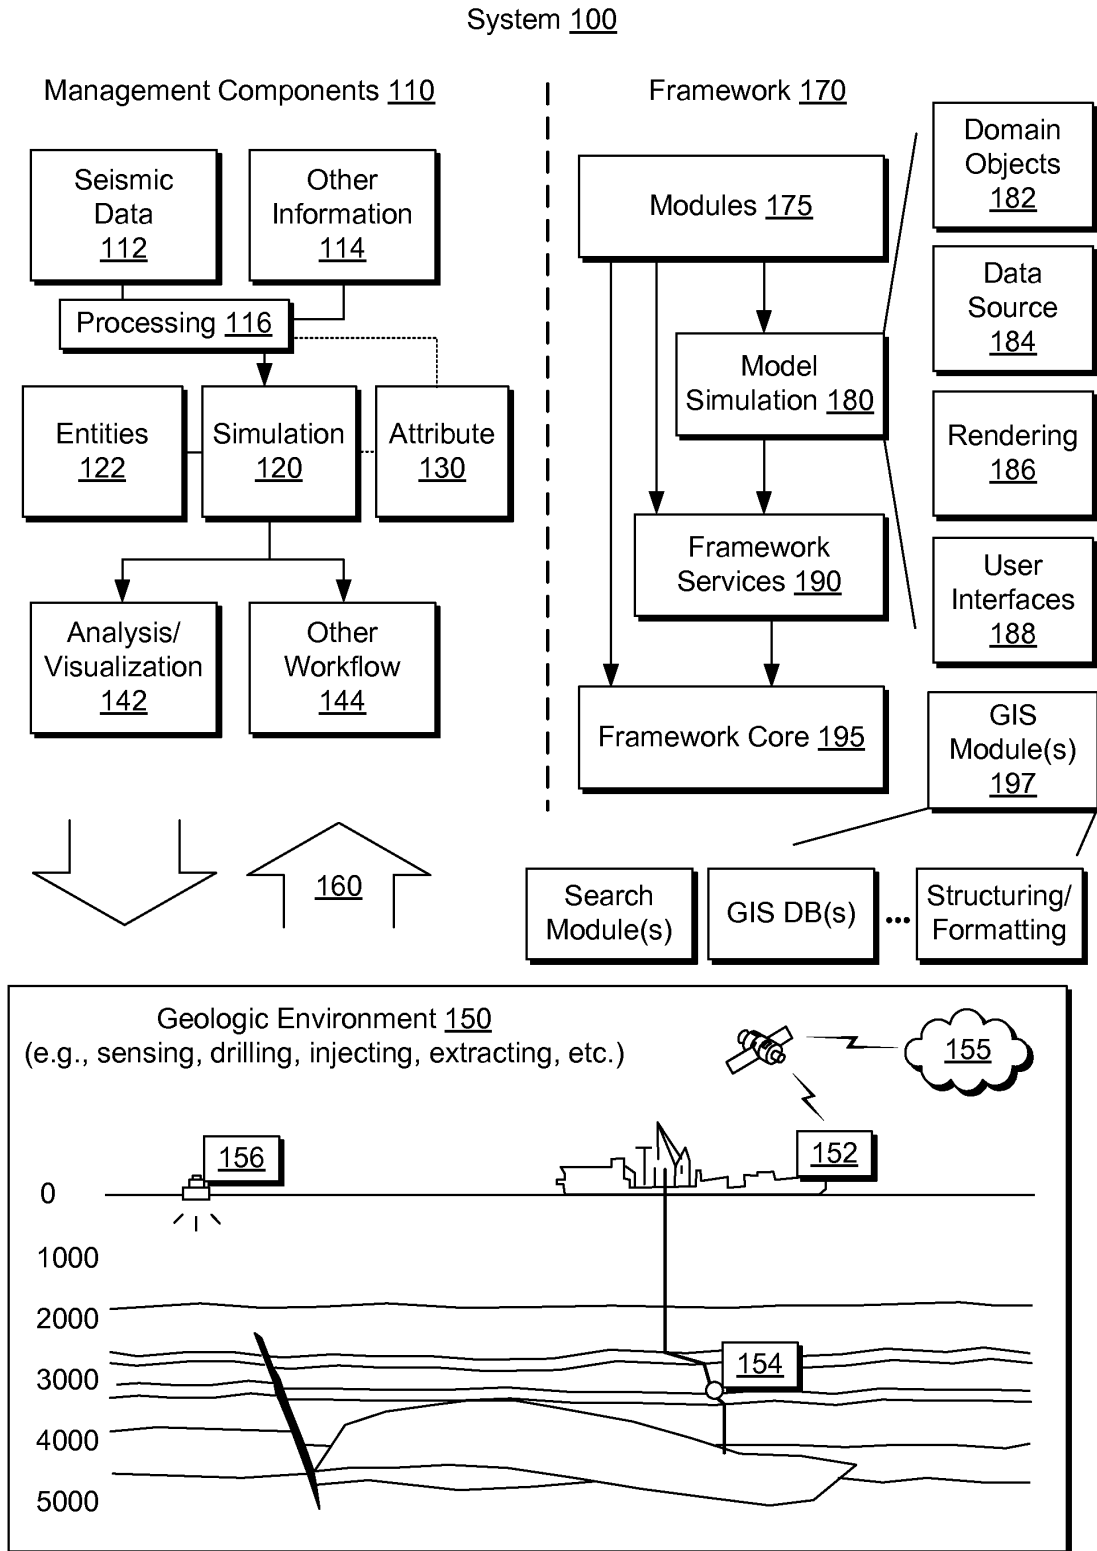 System 100
Management Components 110
Seismic
Data
112
Other
Information
114
Processing 116
Entities
122
Simulation
120
Attribute
130
Analysis/
Visualization
142
Other
Workflow
144
160
Framework 170
Modules 175
Model
Simulation 180
Framework
Services 190
Framework Core 195
Domain
Objects
182
Data
Source
184
Rendering
186
User
Interfaces
188
GIS
Module(s)
197
Search
Module(s)
GIS DB(s)
...
Structuring/
Formatting
Geologic Environment 150
(e.g., sensing, drilling, injecting, extracting, etc.)
155
156
152
154
0
1000
2000
3000
4000
5000